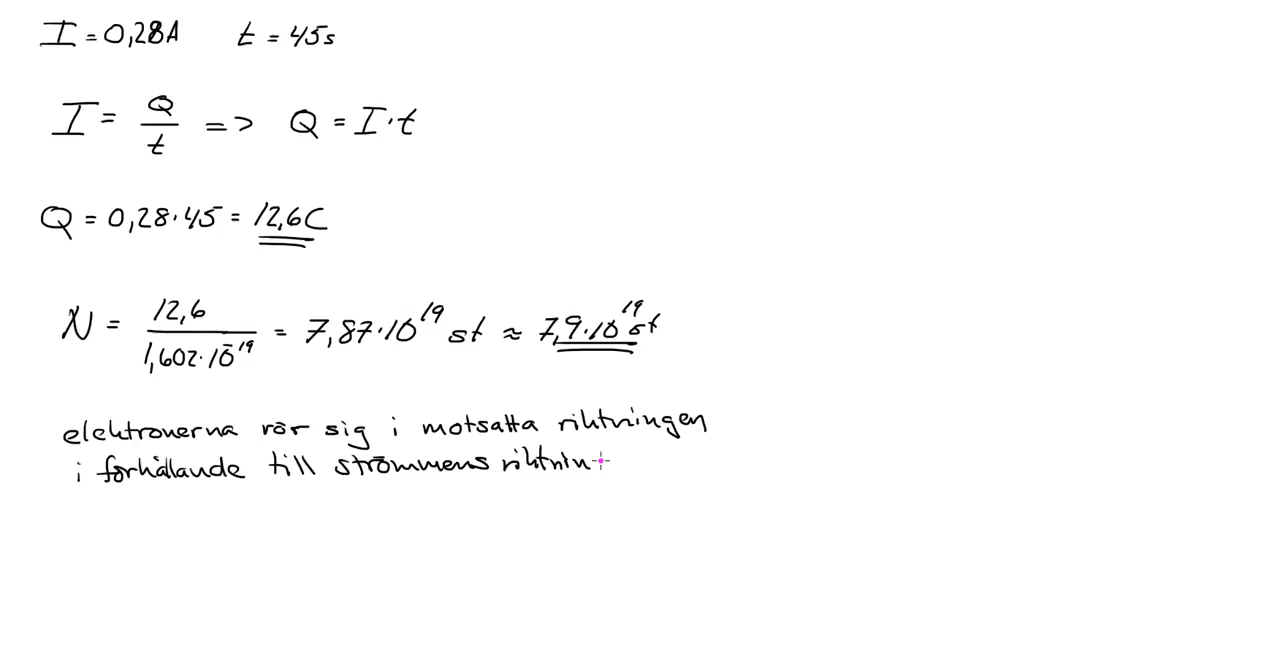 I = 0,28A t = 45s
I = Q/t => Q = I·t
Q = 0,28·45 = 12,6C
N = 12,6/1,602·10⁻¹⁹ = 7,87·10¹⁹ st ≈ 7,9·10¹⁹ st
elektronerna rör sig i motsatta riktningen
i förhållande till strömmens riktnin